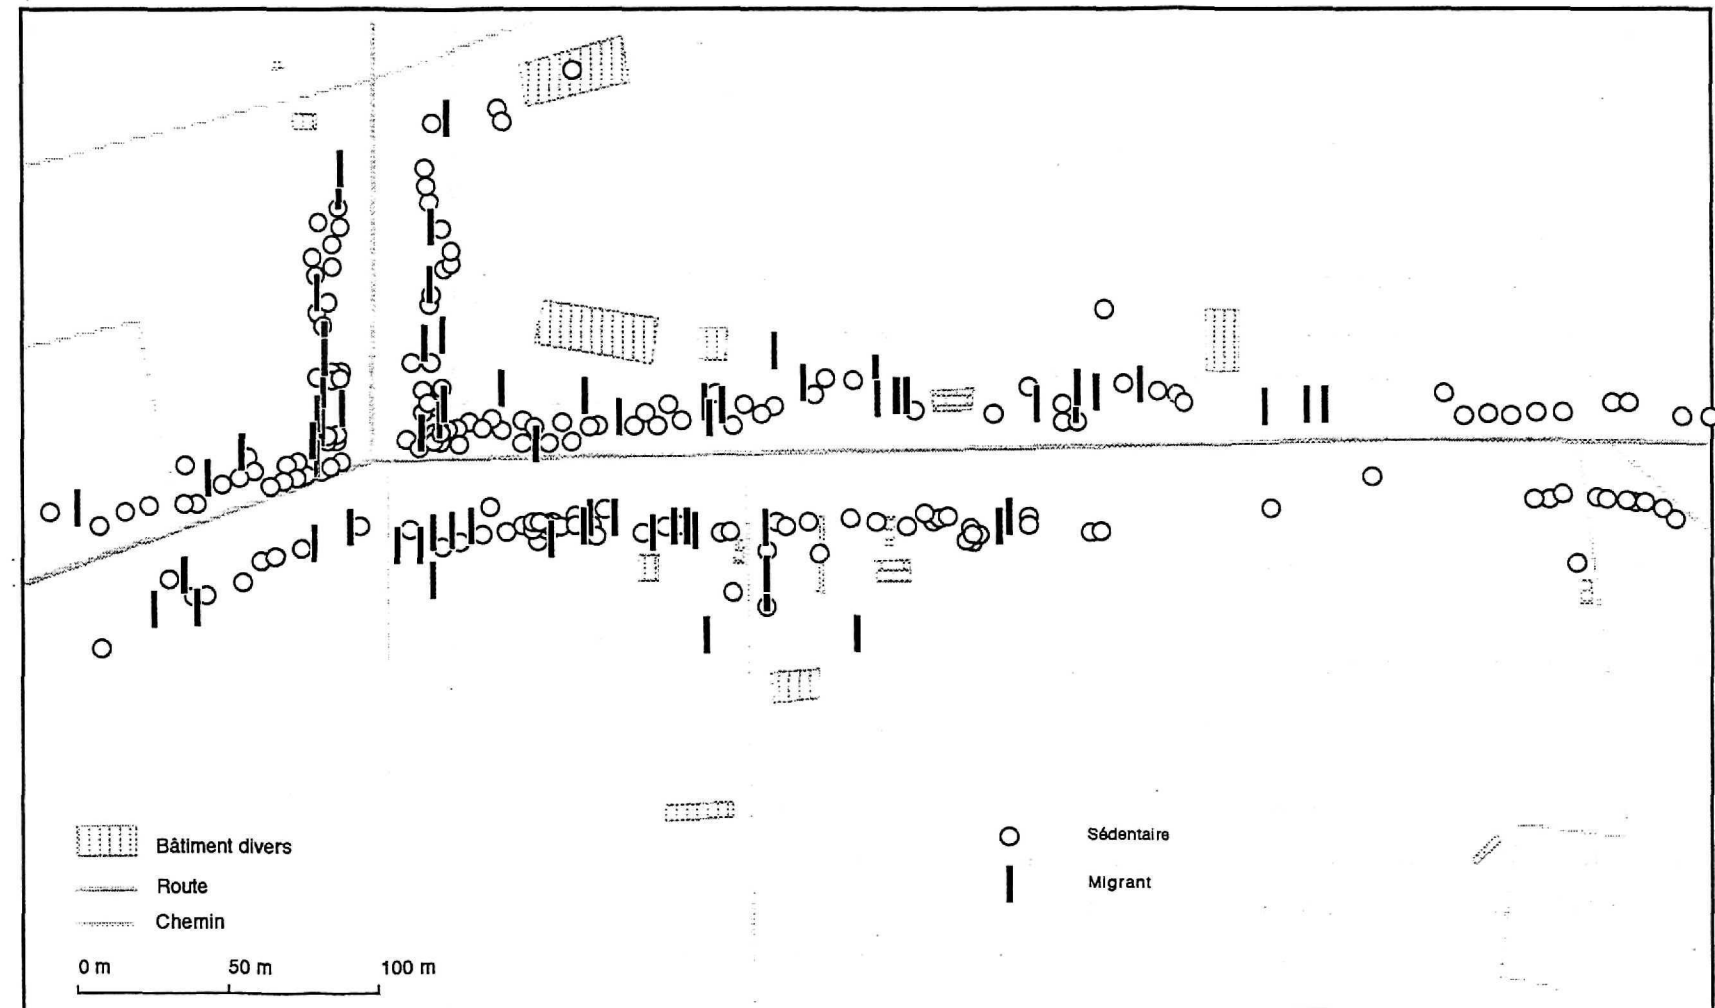 Bâtiment divers
Route
Chemin
0 m 50 m 100 m
Sédentaire
Migrant